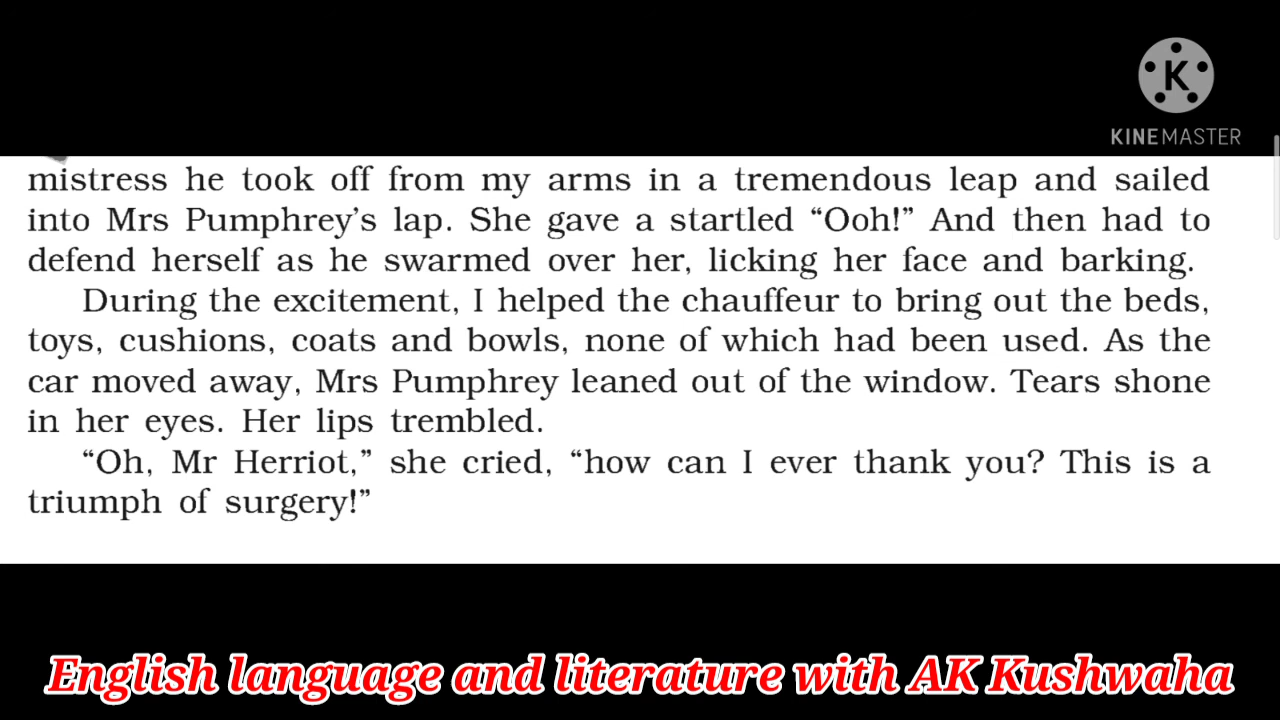 KINEMASTER
mistress he took off from my arms in a tremendous leap and sailed
into Mrs Pumphrey’s lap. She gave a startled “Ooh!” And then had to
defend herself as he swarmed over her, licking her face and barking.
During the excitement, I helped the chauffeur to bring out the beds,
toys, cushions, coats and bowls, none of which had been used. As the
car moved away, Mrs Pumphrey leaned out of the window. Tears shone
in her eyes. Her lips trembled.
“Oh, Mr Herriot,” she cried, “how can I ever thank you? This is a
triumph of surgery!”
English language and literature with AK Kushwaha